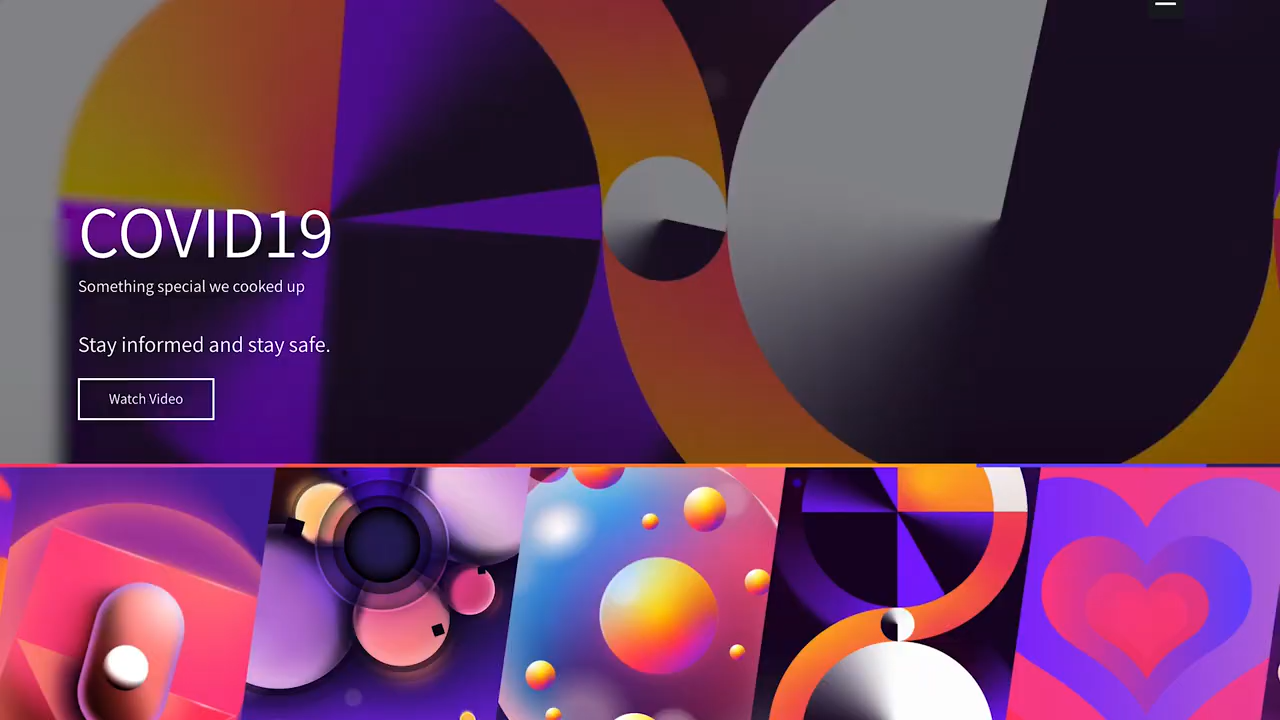 COVID19
Something special we cooked up
Stay informed and stay safe.
Watch Video